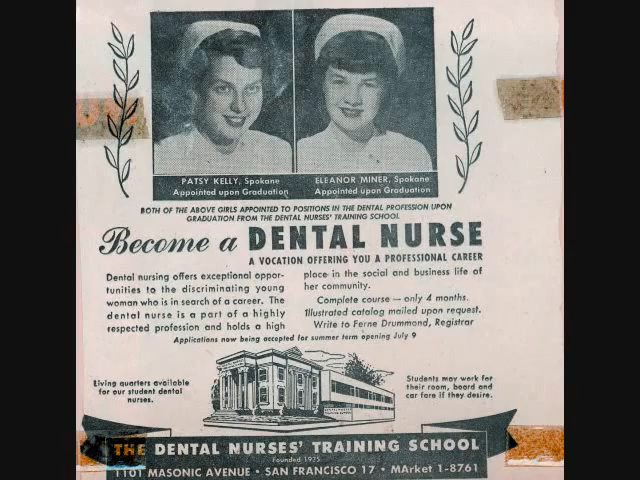 PATSY KELLY, Spokane
Appointed upon Graduation
ELEANOR MINER, Spokane
Appointed upon Graduation
BOTH OF THE ABOVE GIRLS APPOINTED TO POSITIONS IN THE DENTAL PROFESSION UPON
GRADUATION FROM THE DENTAL NURSES' TRAINING SCHOOL
Become a DENTAL NURSE
A VOCATION OFFERING YOU A PROFESSIONAL CAREER
Dental nursing offers exceptional oppor-
tunities to the discriminating young
woman who is in search of a career. The
dental nurse is a part of a highly
respected profession and holds a high
place in the social and business life of
her community.
Complete course — only 4 months.
Illustrated catalog mailed upon request.
Write to Ferne Drummond, Registrar
Applications now being accepted for summer term opening July 9
Living quarters available
for our student dental
nurses.
Students may work for
their room, board and
car fare if they desire.
THE DENTAL NURSES' TRAINING SCHOOL
Founded 1925
1101 MASONIC AVENUE • SAN FRANCISCO 17 • MArket 1-8761